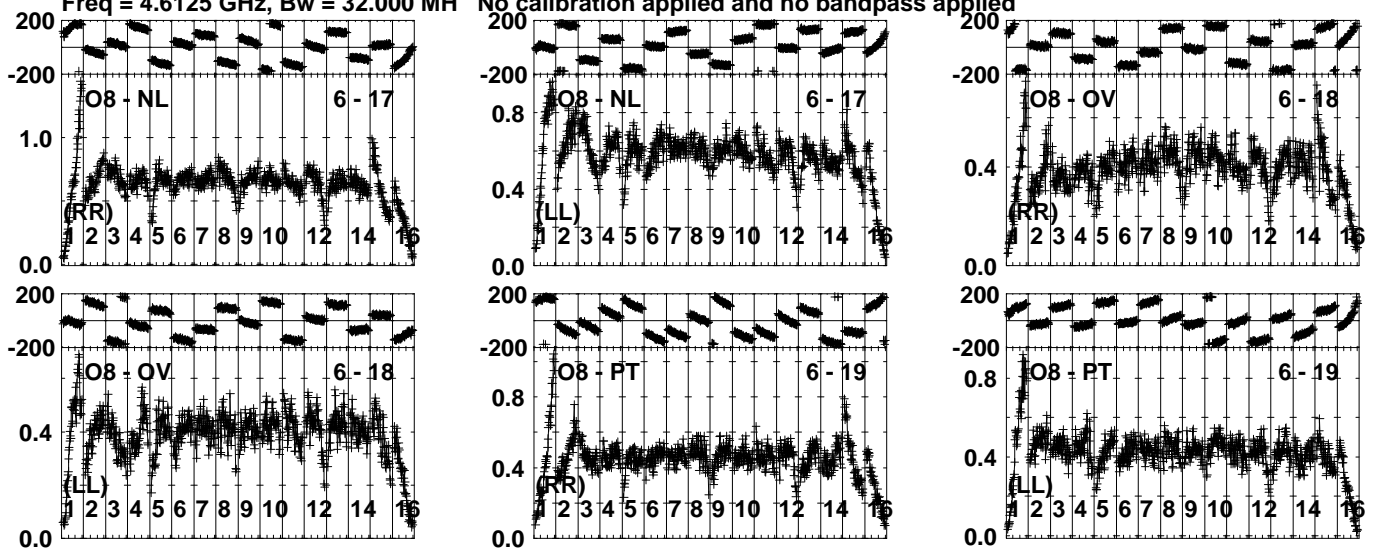 Freq = 4.6125 GHz, Bw = 32.000 MH No calibration applied and no bandpass applied
200 200 200
-200 -200 -200
O8 - NL 6 - 17 O8 - NL 6 - 17 O8 - OV 6 - 18
1.0 0.8 0.4
0.4
(RR) (LL) (RR)
1 2 3 4 5 6 7 8 9 10 12 14 16 1 2 3 4 5 6 7 8 9 10 12 14 16 1 2 3 4 5 6 7 8 9 10 12 14 16
0.0 0.0 0.0
200 200 200
-200 -200 -200
O8 - OV 6 - 18 O8 - PT 6 - 19 O8 - PT 6 - 19
0.8 0.8
0.4 0.4 0.4
(LL) (RR) (LL)
1 2 3 4 5 6 7 8 9 10 12 14 16 1 2 3 4 5 6 7 8 9 10 12 14 16 1 2 3 4 5 6 7 8 9 10 12 14 16
0.0 0.0 0.0